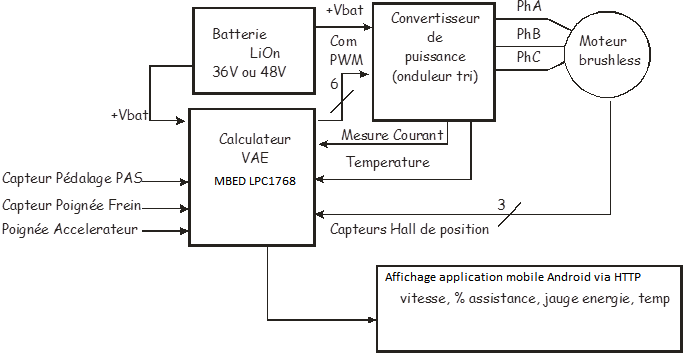 +Vbat
Batterie
LiOn
36V ou 48V
Com
PWM
6
Convertisseur
de
puissance
(onduleur tri)
PhA
PhB
PhC
Moteur
brushless
+Vbat
Calculateur
VAE
MBED LPC1768
Mesure Courant
Temperature
Capteur Pédalage PAS
Capteur Poignée Frein
Poignée Accelerateur
3
Capteurs Hall de position
Affichage application mobile Android via HTTP
vitesse, % assistance, jauge energie, temp